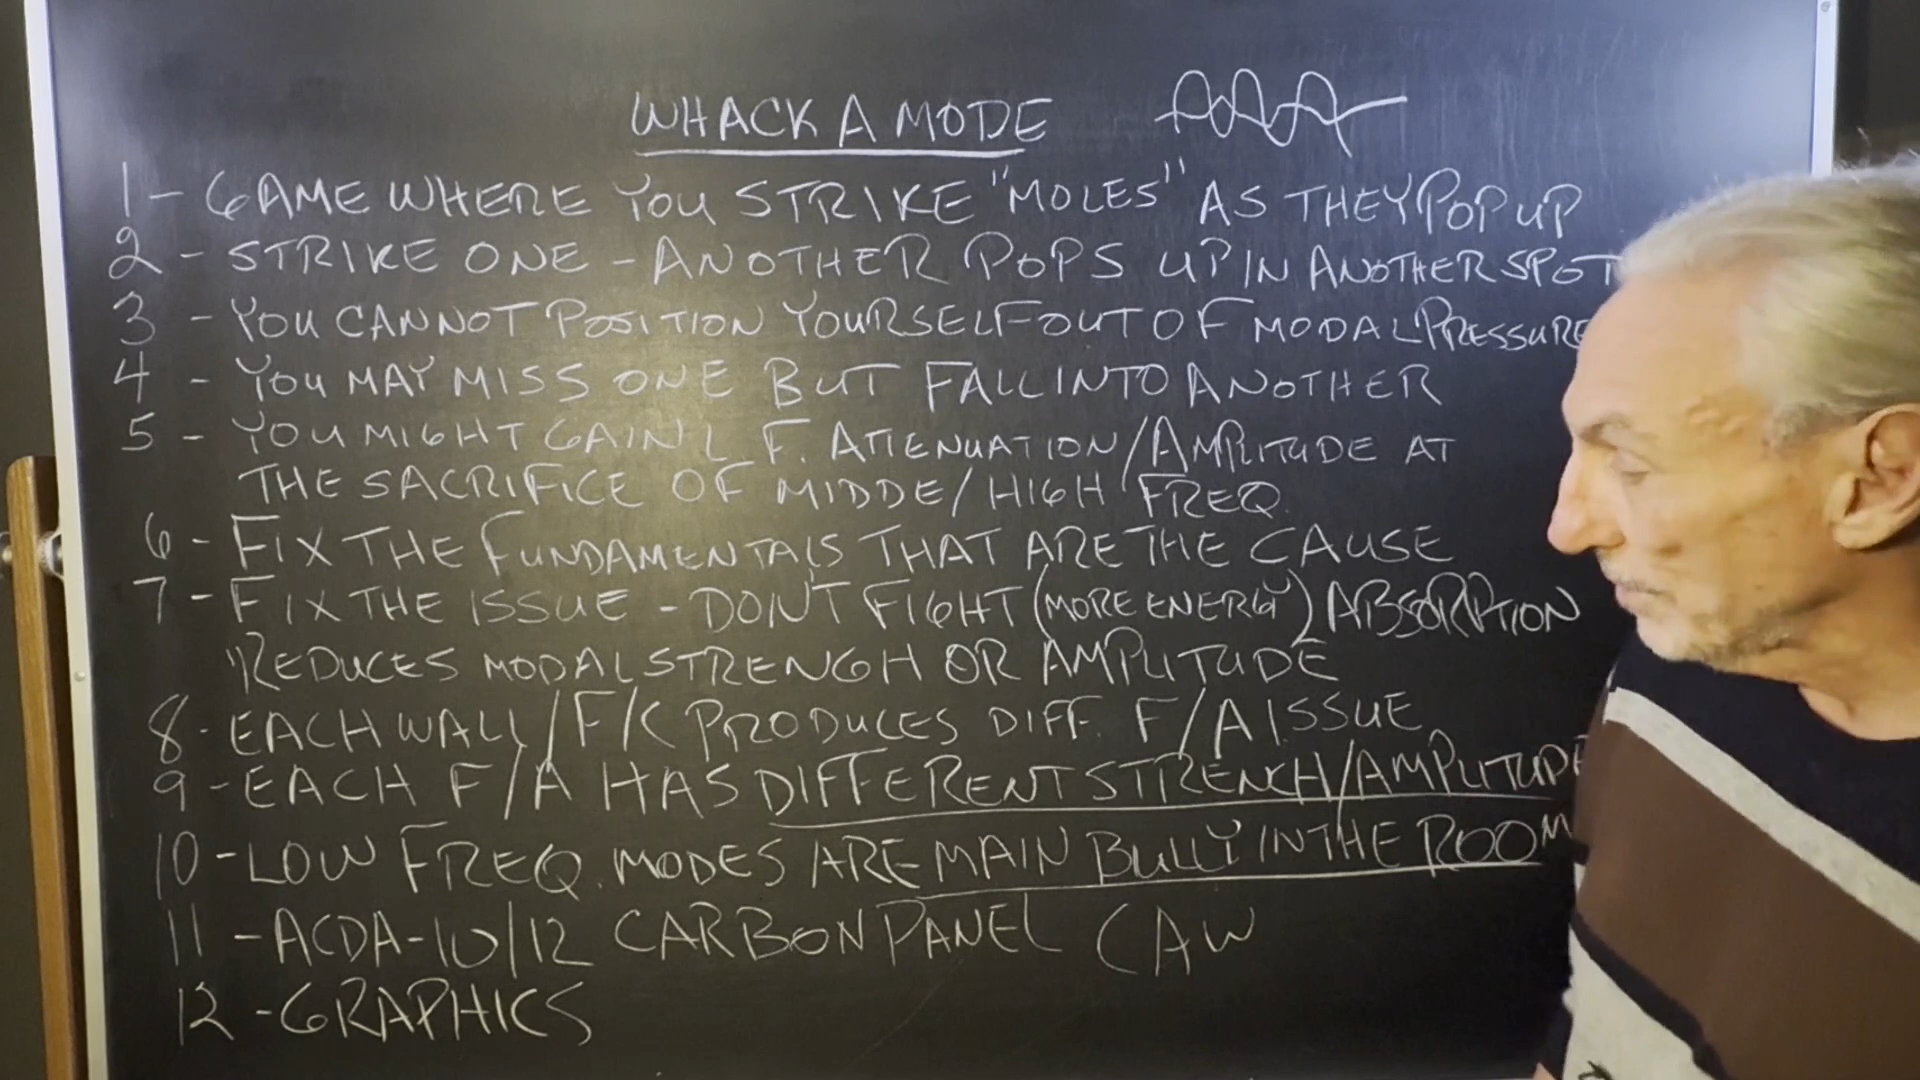 WHACK A MODE
1 - GAME WHERE YOU STRIKE "MOLES" AS THEY POP UP
2 - STRIKE ONE - ANOTHER POPS UP IN ANOTHER SPOT
3 - YOU CANNOT POSITION YOURSELF OUT OF MODAL PRESSURE
4 - YOU MAY MISS ONE BUT FALL INTO ANOTHER
5 - YOU MIGHT GAIN L. F. ATTENUATION/AMPLITUDE AT
THE SACRIFICE OF MIDDE/HIGH FREQ.
6 - FIX THE FUNDAMENTALS THAT ARE THE CAUSE
7 - FIX THE ISSUE - DON'T FIGHT (MORE ENERGY) ABSORPTION
REDUCES MODAL STRENGH OR AMPLITUDE
8 - EACH WALL/F/C PRODUCES DIFF. F/A ISSUE
9 - EACH F/A HAS DIFFERENT STRENGH/AMPLITUDE
10 - LOW FREQ. MODES ARE MAIN BULLY IN THE ROOM
11 - ACDA-10/12 CARBON PANEL CAW
12 - GRAPHICS